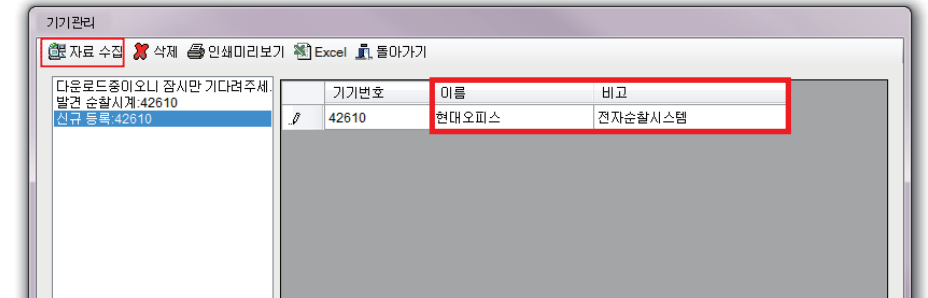 기기관리
자료 수집 삭제 인쇄미리보기 Excel 돌아가기
다운로드중이오니 잠시만 기다려주세.
발견 순찰시계:42610
신규 등록:42610
기기번호 이름 비고
42610 현대오피스 전자순찰시스템